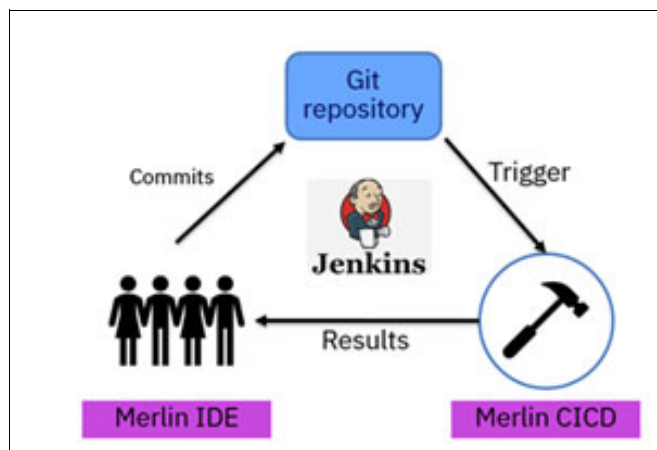 Git
repository
Commits
Trigger
Jenkins
Results
Merlin IDE
Merlin CICD